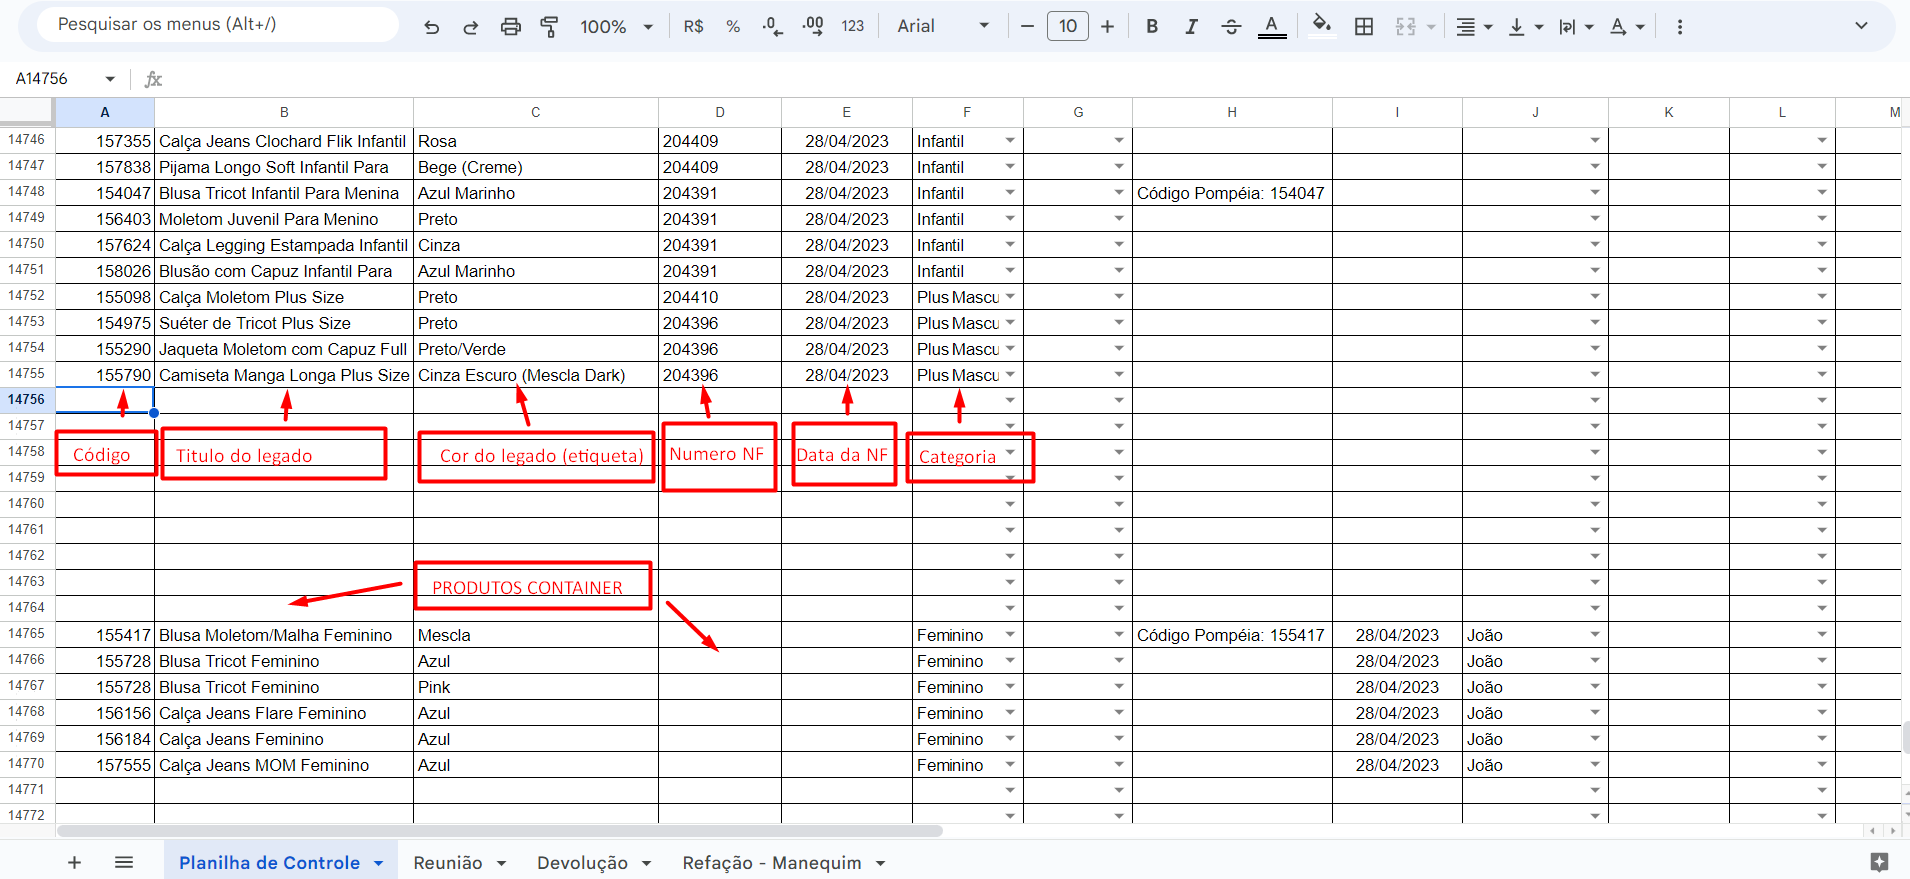 Pesquisar os menus (Alt+/)
100% R$ % .0 .00 123 Arial 10 B I S A A
A14756 fx
A B C D E F G H I J K L M
14746 157355 Calça Jeans Clochard Flik Infantil Rosa 204409 28/04/2023 Infantil
14747 157838 Pijama Longo Soft Infantil Para Bege (Creme) 204409 28/04/2023 Infantil
14748 154047 Blusa Tricot Infantil Para Menina Azul Marinho 204391 28/04/2023 Infantil Código Pompéia: 154047
14749 156403 Moletom Juvenil Para Menino Preto 204391 28/04/2023 Infantil
14750 157624 Calça Legging Estampada Infantil Cinza 204391 28/04/2023 Infantil
14751 158026 Blusão com Capuz Infantil Para Azul Marinho 204391 28/04/2023 Infantil
14752 155098 Calça Moletom Plus Size Preto 204410 28/04/2023 Plus Mascu
14753 154975 Suéter de Tricot Plus Size Preto 204396 28/04/2023 Plus Mascu
14754 155290 Jaqueta Moletom com Capuz Full Preto/Verde 204396 28/04/2023 Plus Mascu
14755 155790 Camiseta Manga Longa Plus Size Cinza Escuro (Mescla Dark) 204396 28/04/2023 Plus Mascu
14756
14757
14758 Código Titulo do legado Cor do legado (etiqueta) Numero NF Data da NF Categoria
14759
14760
14761
14762
14763 PRODUTOS CONTAINER
14764
14765 155417 Blusa Moletom/Malha Feminino Mescla Feminino Código Pompéia: 155417 28/04/2023 João
14766 155728 Blusa Tricot Feminino Azul Feminino 28/04/2023 João
14767 155728 Blusa Tricot Feminino Pink Feminino 28/04/2023 João
14768 156156 Calça Jeans Flare Feminino Azul Feminino 28/04/2023 João
14769 156184 Calça Jeans Feminino Azul Feminino 28/04/2023 João
14770 157555 Calça Jeans MOM Feminino Azul Feminino 28/04/2023 João
14771
14772
Planilha de Controle Reunião Devolução Refação - Manequim